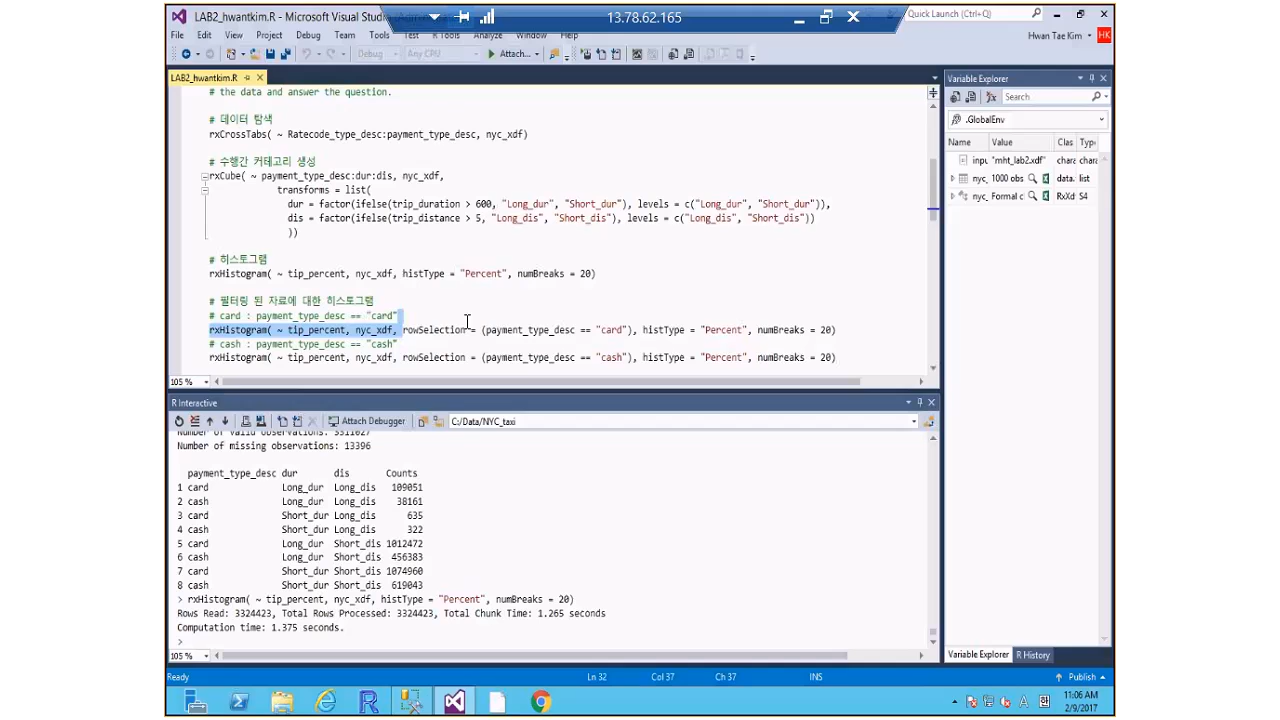 LAB2_hwantkim.R - Microsoft Visual Studio
13.78.62.165
Quick Launch (Ctrl+Q)
File Edit View Project Debug Team Tools Test R Tools Analyze Window Help
Hwan Tae Kim HK
Debug Any CPU Attach...
LAB2_hwantkim.R
# the data and answer the question.
# 데이터 탐색
rxCrossTabs( ~ Ratecode_type_desc:payment_type_desc, nyc_xdf)
# 수행간 카테고리 생성
rxCube( ~ payment_type_desc:dur:dis, nyc_xdf,
transforms = list(
dur = factor(ifelse(trip_duration > 600, "Long_dur", "Short_dur"), levels = c("Long_dur", "Short_dur")),
dis = factor(ifelse(trip_distance > 5, "Long_dis", "Short_dis"), levels = c("Long_dis", "Short_dis"))
))
# 히스토그램
rxHistogram( ~ tip_percent, nyc_xdf, histType = "Percent", numBreaks = 20)
# 필터링 된 자료에 대한 히스토그램
# card : payment_type_desc == "card"
rxHistogram( ~ tip_percent, nyc_xdf, rowSelection = (payment_type_desc == "card"), histType = "Percent", numBreaks = 20)
# cash : payment_type_desc == "cash"
rxHistogram( ~ tip_percent, nyc_xdf, rowSelection = (payment_type_desc == "cash"), histType = "Percent", numBreaks = 20)
105 %
R Interactive
Attach Debugger C:/Data/NYC_taxi
Number of missing observations: 13396
payment_type_desc dur dis Counts
1 card Long_dur Long_dis 109051
2 cash Long_dur Long_dis 38161
3 card Short_dur Long_dis 635
4 cash Short_dur Long_dis 322
5 card Long_dur Short_dis 1012472
6 cash Long_dur Short_dis 456383
7 card Short_dur Short_dis 1074960
8 cash Short_dur Short_dis 619043
> rxHistogram( ~ tip_percent, nyc_xdf, histType = "Percent", numBreaks = 20)
Rows Read: 3324423, Total Rows Processed: 3324423, Total Chunk Time: 1.265 seconds
Computation time: 1.375 seconds.
>
105 %
Variable Explorer
Search
.GlobalEnv
Name Value Clas Type
inpu "mht_lab2.xdf" chara chara
nyc_ 1000 obs data. list
nyc_ Formal c RxXd S4
Variable Explorer R History
Ready Ln 32 Col 37 Ch 37 INS Publish
A 한 11:06 AM
2/9/2017